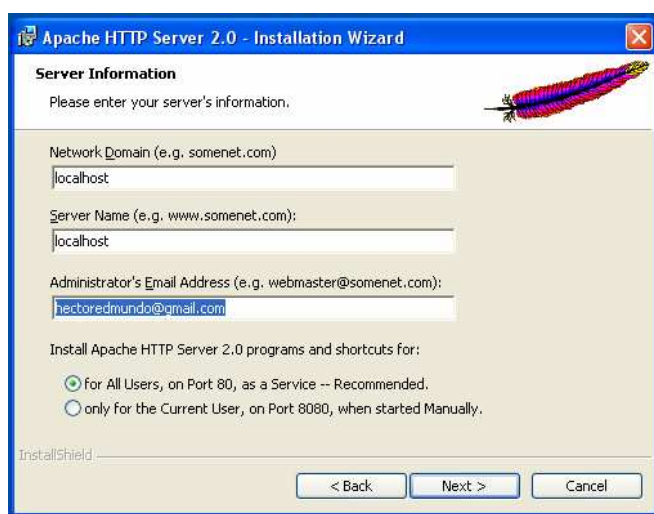 Apache HTTP Server 2.0 - Installation Wizard
Server Information
Please enter your server's information.
Network Domain (e.g. somenet.com)
localhost
Server Name (e.g. www.somenet.com):
localhost
Administrator's Email Address (e.g. webmaster@somenet.com):
hectoredmundo@gmail.com
Install Apache HTTP Server 2.0 programs and shortcuts for:
for All Users, on Port 80, as a Service -- Recommended.
only for the Current User, on Port 8080, when started Manually.
InstallShield
< Back Next > Cancel